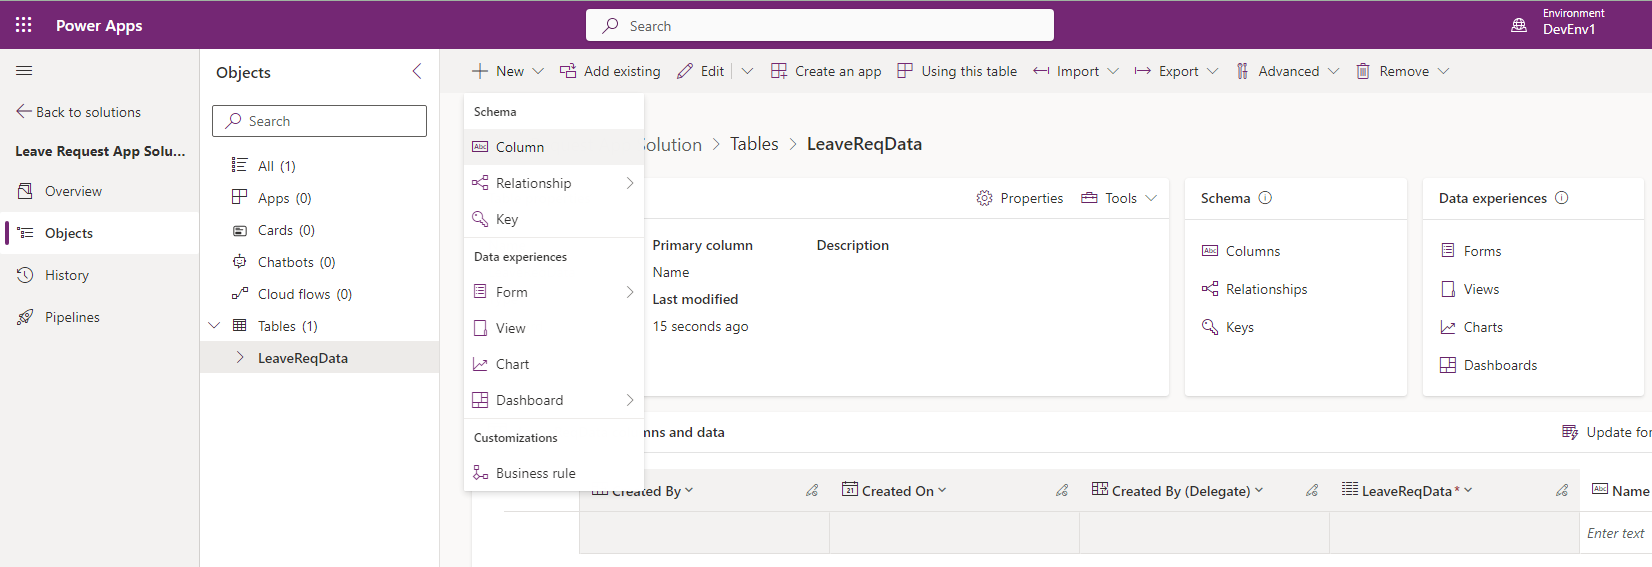 Power Apps
Search
Environment
DevEnv1
Objects
New
Add existing
Edit
Create an app
Using this table
Import
Export
Advanced
Remove
Back to solutions
Leave Request App Solu...
Overview
Objects
History
Pipelines
Search
All (1)
Apps (0)
Cards (0)
Chatbots (0)
Cloud flows (0)
Tables (1)
LeaveReqData
Schema
Column
Relationship
Key
Data experiences
Form
View
Chart
Dashboard
Customizations
Business rule
olution > Tables > LeaveReqData
Properties
Tools
Primary column
Description
Name
Last modified
15 seconds ago
Schema
Columns
Relationships
Keys
Data experiences
Forms
Views
Charts
Dashboards
nns and data
Update for
Created By
Created On
Created By (Delegate)
LeaveReqData *
Name
Enter text